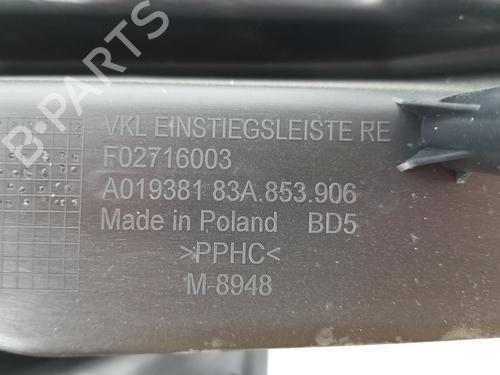 B-PARTS
VKL EINSTIEGSLEISTE RE
F02716003
A019381 83A.853.906
Made in Poland BD5
>PPHC<
M-8948